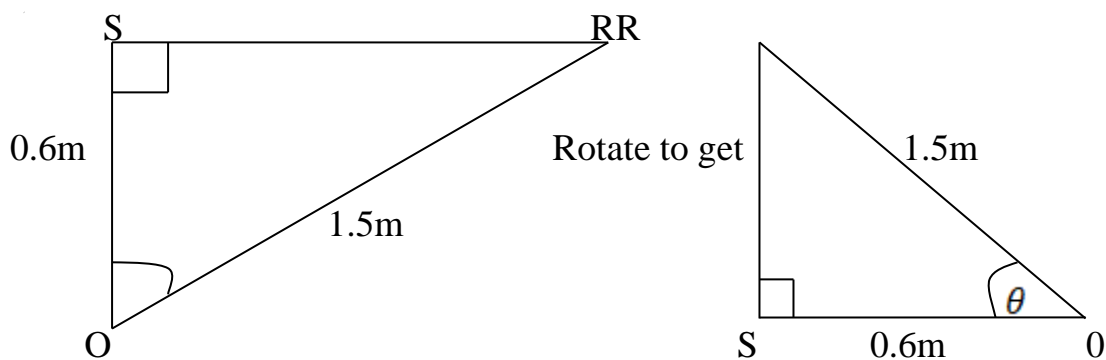 S RR
0.6m Rotate to get 1.5m
1.5m
θ
O S 0.6m 0